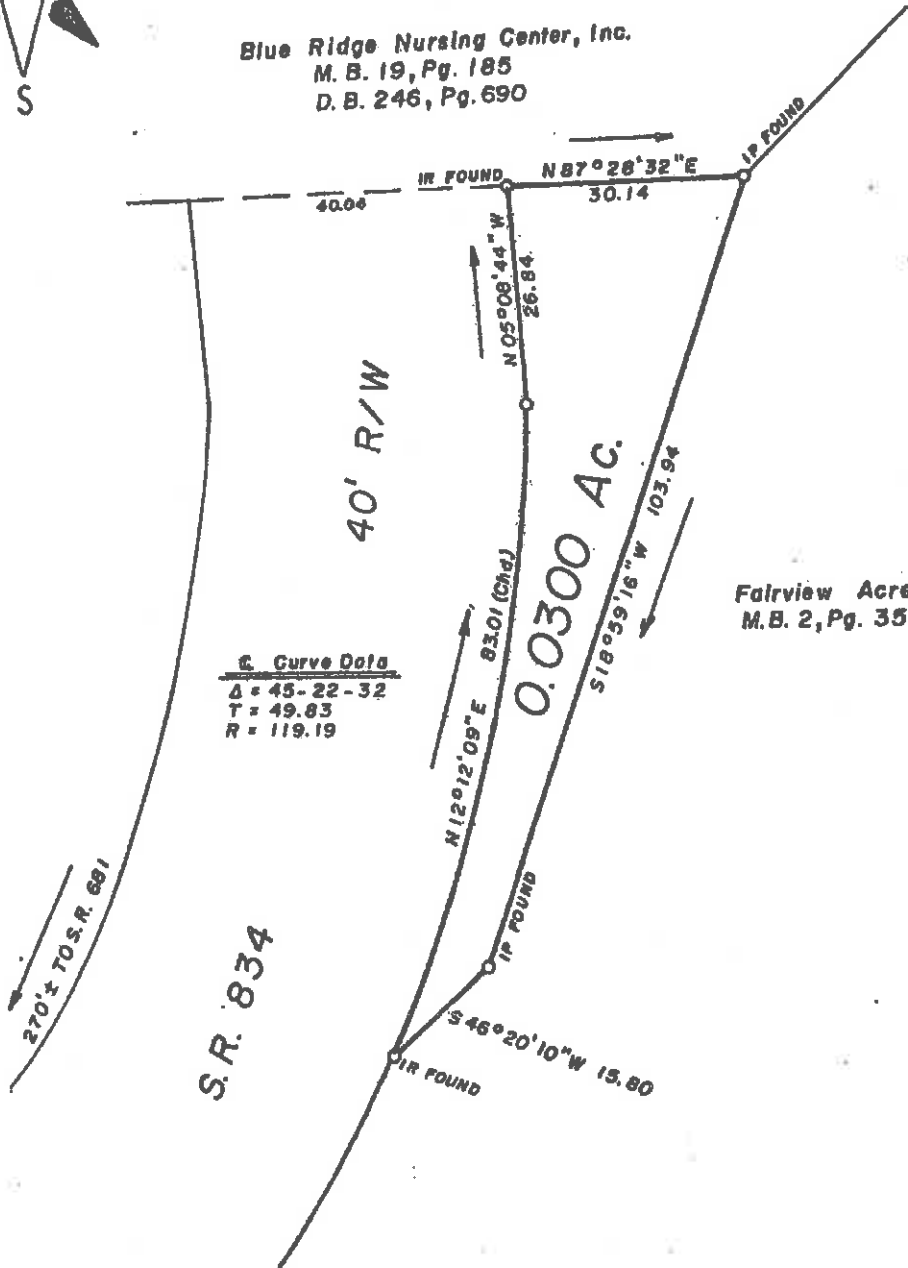 S
Blue Ridge Nursing Center, Inc.
M. B. 19, Pg. 185
D. B. 246, Pg. 690
IR FOUND
N 87° 28' 32" E
IP FOUND
40.06
30.14
N 05° 08' 44" W
26.84
40' R/W
0.0300 Ac.
S 18° 59' 16" W 103.94
Fairview Acre
M. B. 2, Pg. 35
N 12° 12' 09" E 83.01 (Chd.)
℄ Curve Data
Δ = 45-22-32
T = 49.83
R = 119.19
270' ± TO S.R. 681
S.R. 834
IP FOUND
S 46° 20' 10" W 15.80
IR FOUND